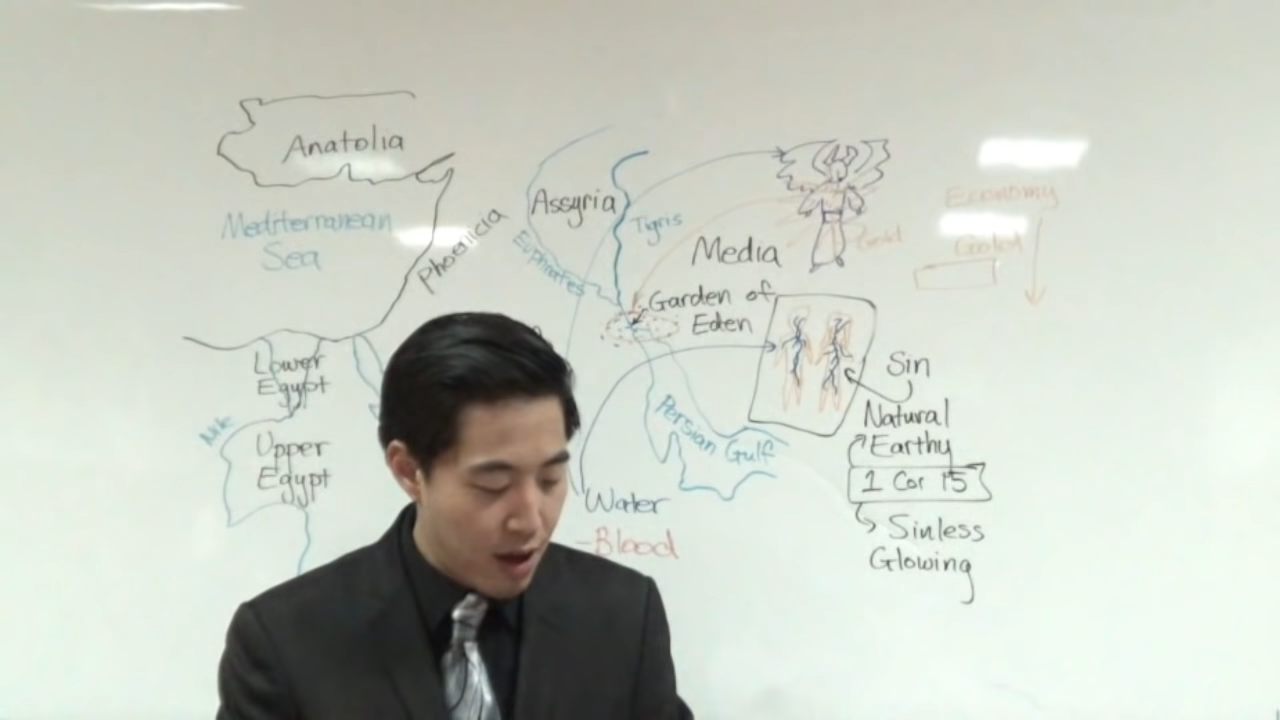 Anatolia
Mediterranean
Sea
Phoenicia
Assyria
Tigris
Euphrates
Media
Garden of
Eden
Gold
Economy
Lower
Egypt
Nile
Upper
Egypt
Persian Gulf
Water
-Blood
Sin
Natural
Earthy
1 Cor 15
Sinless
Glowing